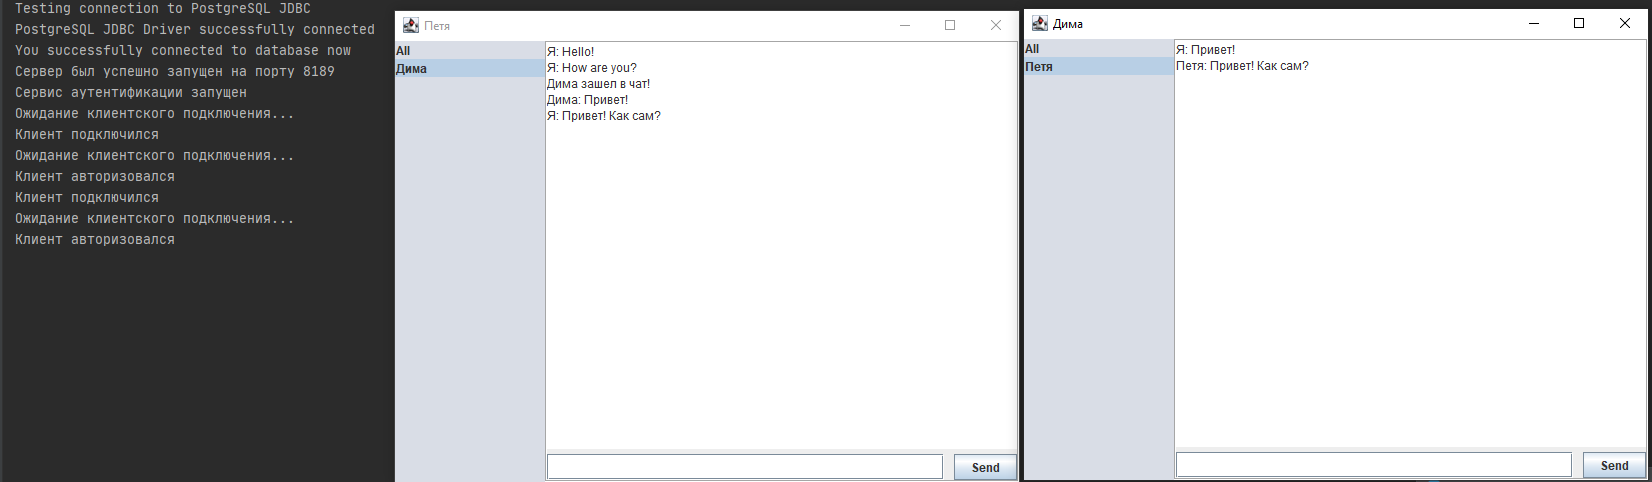 Testing connection to PostgreSQL JDBC
PostgreSQL JDBC Driver successfully connected
You successfully connected to database now
Сервер был успешно запущен на порту 8189
Сервис аутентификации запущен
Ожидание клиентского подключения...
Клиент подключился
Ожидание клиентского подключения...
Клиент авторизовался
Клиент подключился
Ожидание клиентского подключения...
Клиент авторизовался
Петя
All
Дима
Я: Hello!
Я: How are you?
Дима зашел в чат!
Дима: Привет!
Я: Привет! Как сам?
Send
Дима
All
Петя
Я: Привет!
Петя: Привет! Как сам?
Send